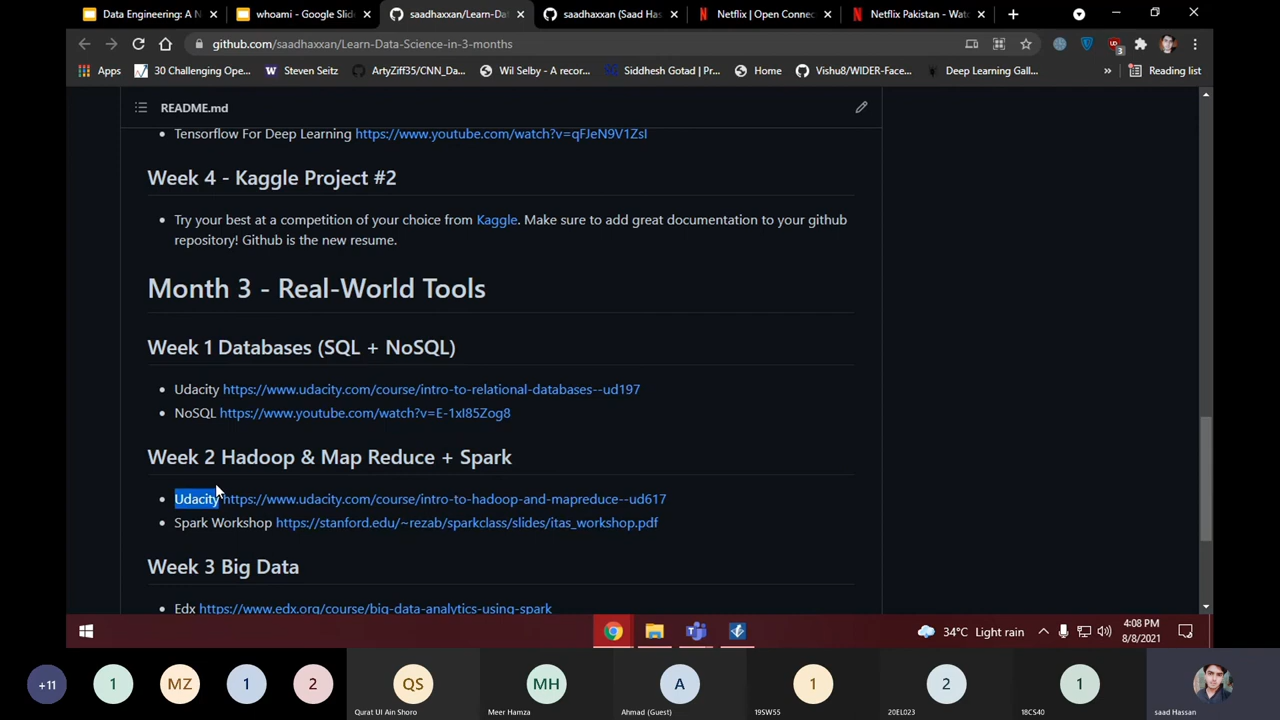 Data Engineering: A N
whoami - Google Slid
saadhaxxan/Learn-Da
saadhaxxan (Saad Has
Netflix | Open Connec
Netflix Pakistan - Wat
github.com/saadhaxxan/Learn-Data-Science-in-3-months
3
Apps
30 Challenging Ope...
Steven Seitz
ArtyZiff35/CNN_Da...
Wil Selby - A recor...
Siddhesh Gotad | Pr...
Home
Vishu8/WIDER-Face...
Deep Learning Gall...
»
Reading list
README.md
Tensorflow For Deep Learning https://www.youtube.com/watch?v=qFJeN9V1ZsI
Week 4 - Kaggle Project #2
Try your best at a competition of your choice from Kaggle. Make sure to add great documentation to your github
repository! Github is the new resume.
Month 3 - Real-World Tools
Week 1 Databases (SQL + NoSQL)
Udacity https://www.udacity.com/course/intro-to-relational-databases--ud197
NoSQL https://www.youtube.com/watch?v=E-1xI85Zog8
Week 2 Hadoop & Map Reduce + Spark
Udacity https://www.udacity.com/course/intro-to-hadoop-and-mapreduce--ud617
Spark Workshop https://stanford.edu/~rezab/sparkclass/slides/itas_workshop.pdf
Week 3 Big Data
Edx https://www.edx.org/course/big-data-analytics-using-spark
34°C Light rain
4:08 PM
8/8/2021
+11
1
MZ
1
2
QS
MH
A
1
2
1
Qurat Ul Ain Shoro
Meer Hamza
Ahmad (Guest)
19SW55
20EL023
18CS40
saad Hassan